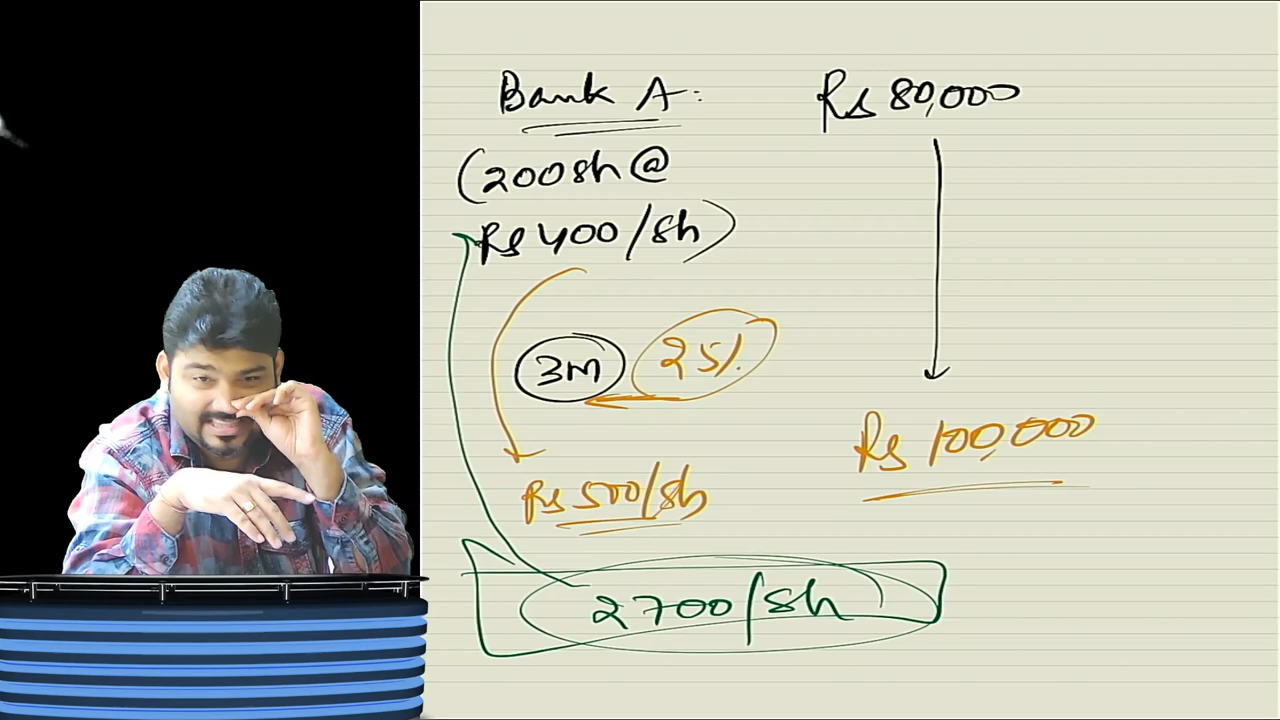 Bank A: Rs 80,000
(200sh @
Rs 400/sh)
3m 25%.
Rs 100,000
Rs 500/sh
2700/sh